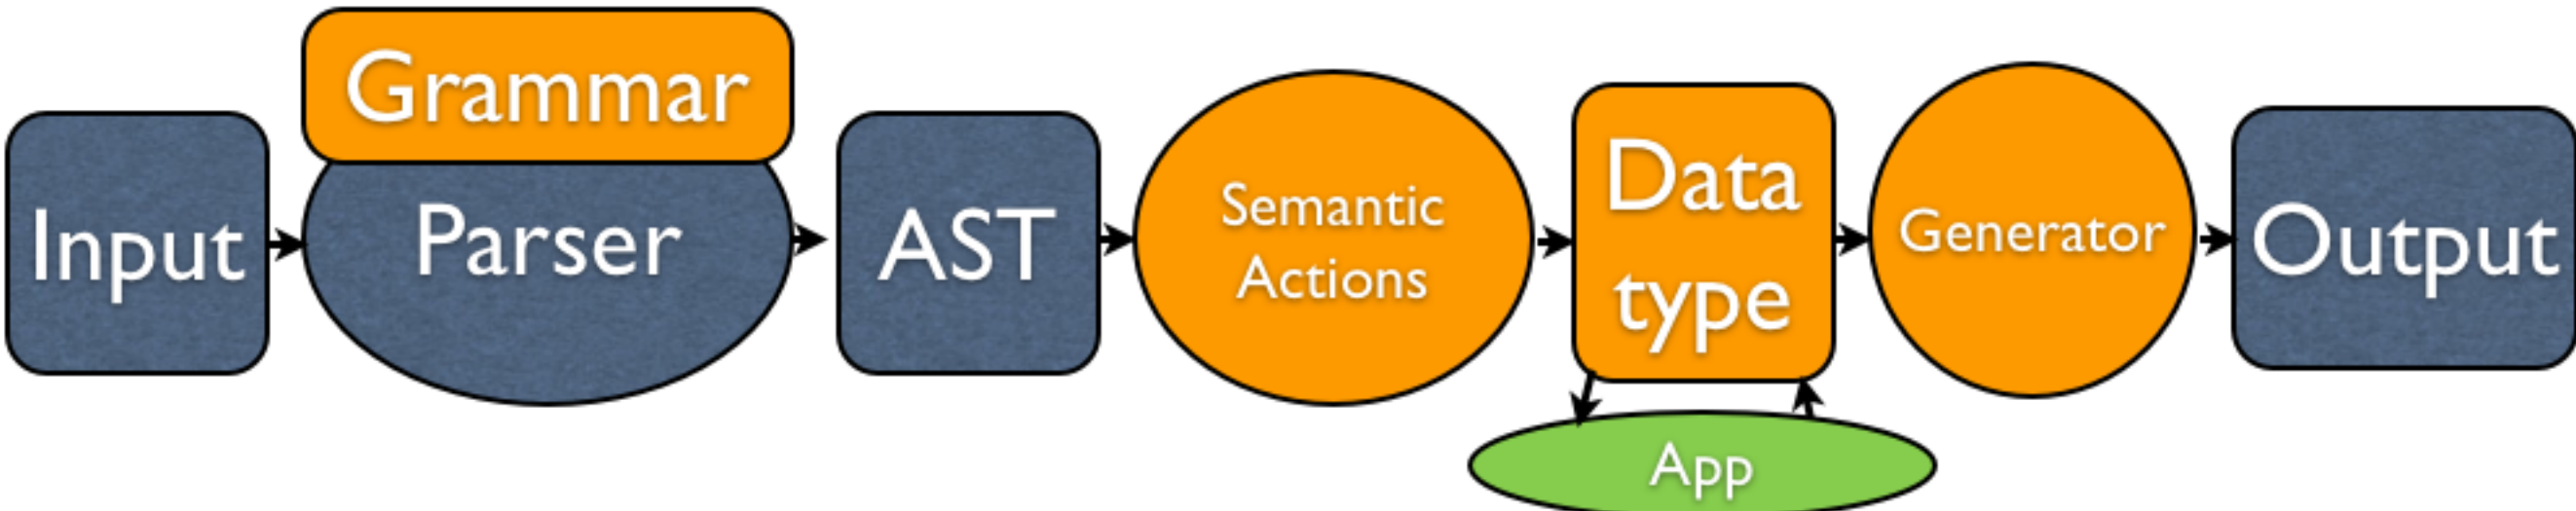 Input
Grammar
Parser
AST
Semantic
Actions
Data
type
App
Generator
Output